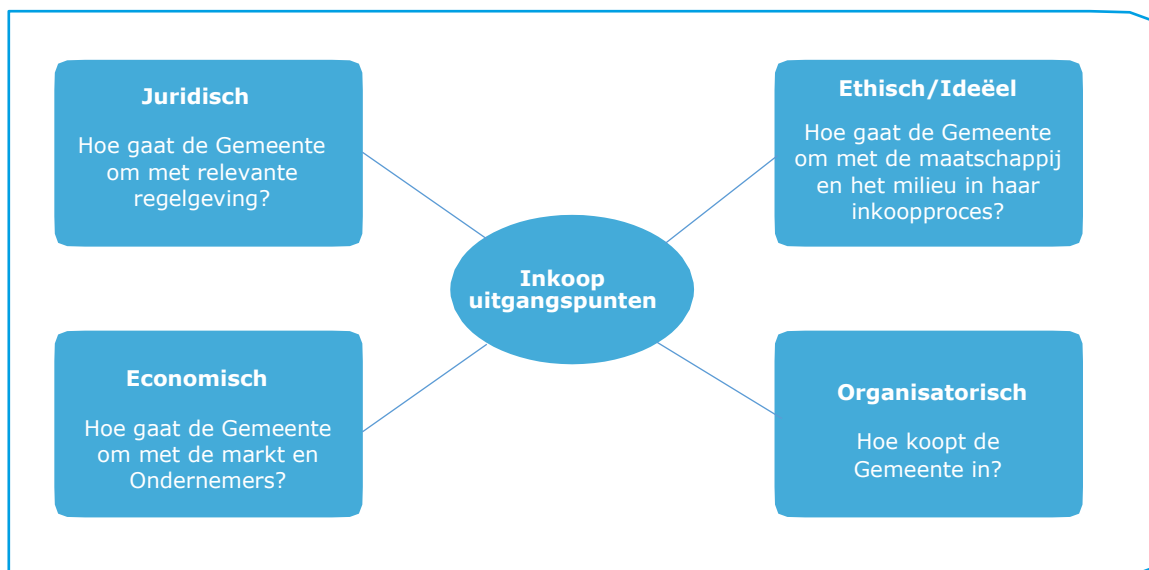 Juridisch
Hoe gaat de Gemeente
om met relevante
regelgeving?
Ethisch/Ideëel
Hoe gaat de Gemeente
om met de maatschappij
en het milieu in haar
inkoopproces?
Inkoop
uitgangspunten
Economisch
Hoe gaat de Gemeente
om met de markt en
Ondernemers?
Organisatorisch
Hoe koopt de
Gemeente in?